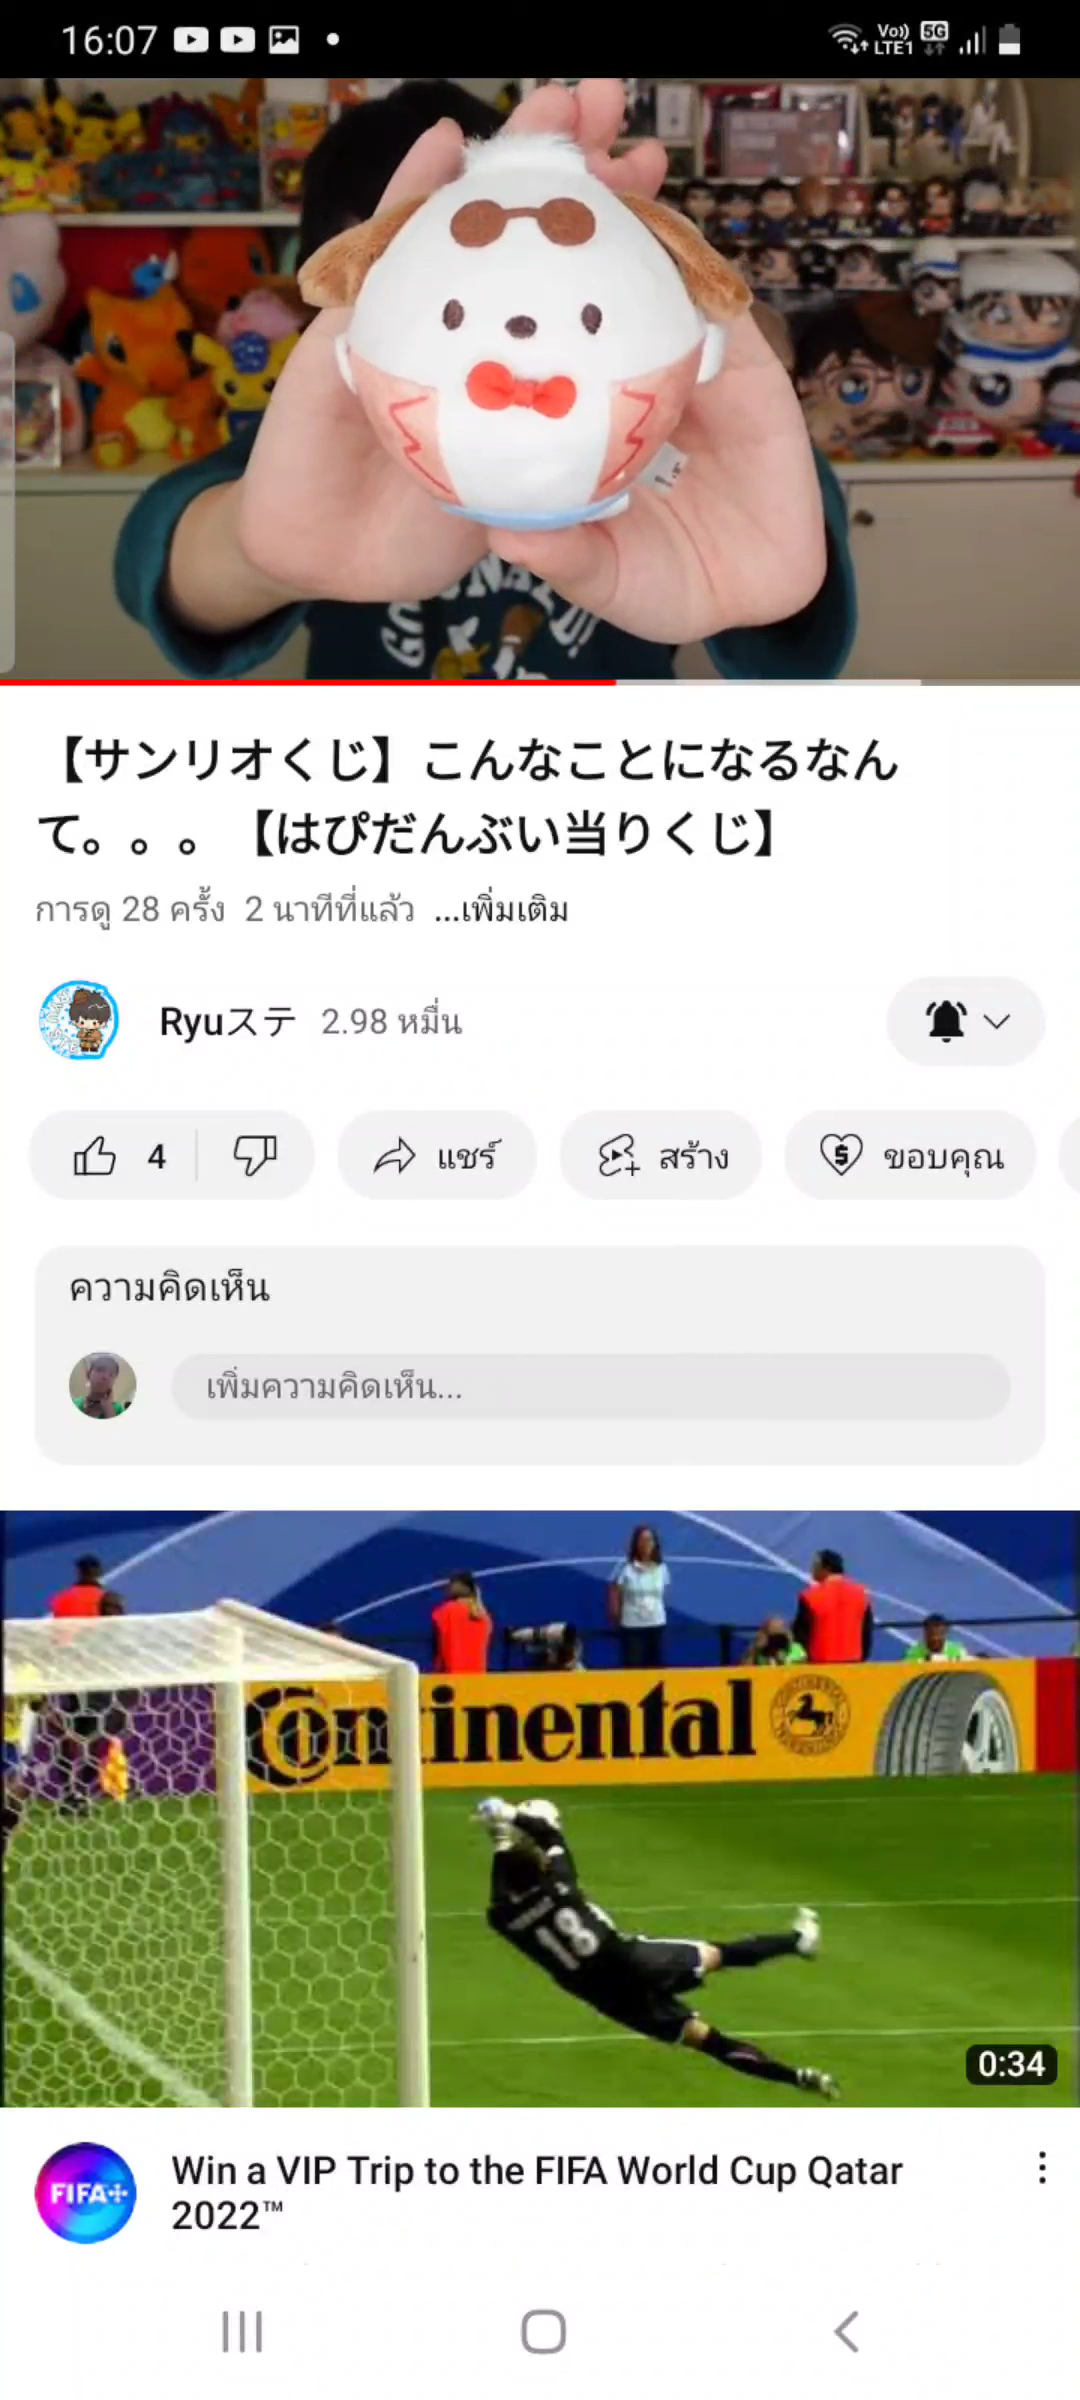 16:07
Vo)) LTE1 5G
【サンリオくじ】こんなことになるなん
て。。。【はぴだんぶい当りくじ】
การดู 28 ครั้ง 2 นาทีที่แล้ว ...เพิ่มเติม
Ryuステ 2.98 หมื่น
4 แชร์ สร้าง ขอบคุณ
ความคิดเห็น
เพิ่มความคิดเห็น...
Continental
18
0:34
FIFA+
Win a VIP Trip to the FIFA World Cup Qatar
2022™